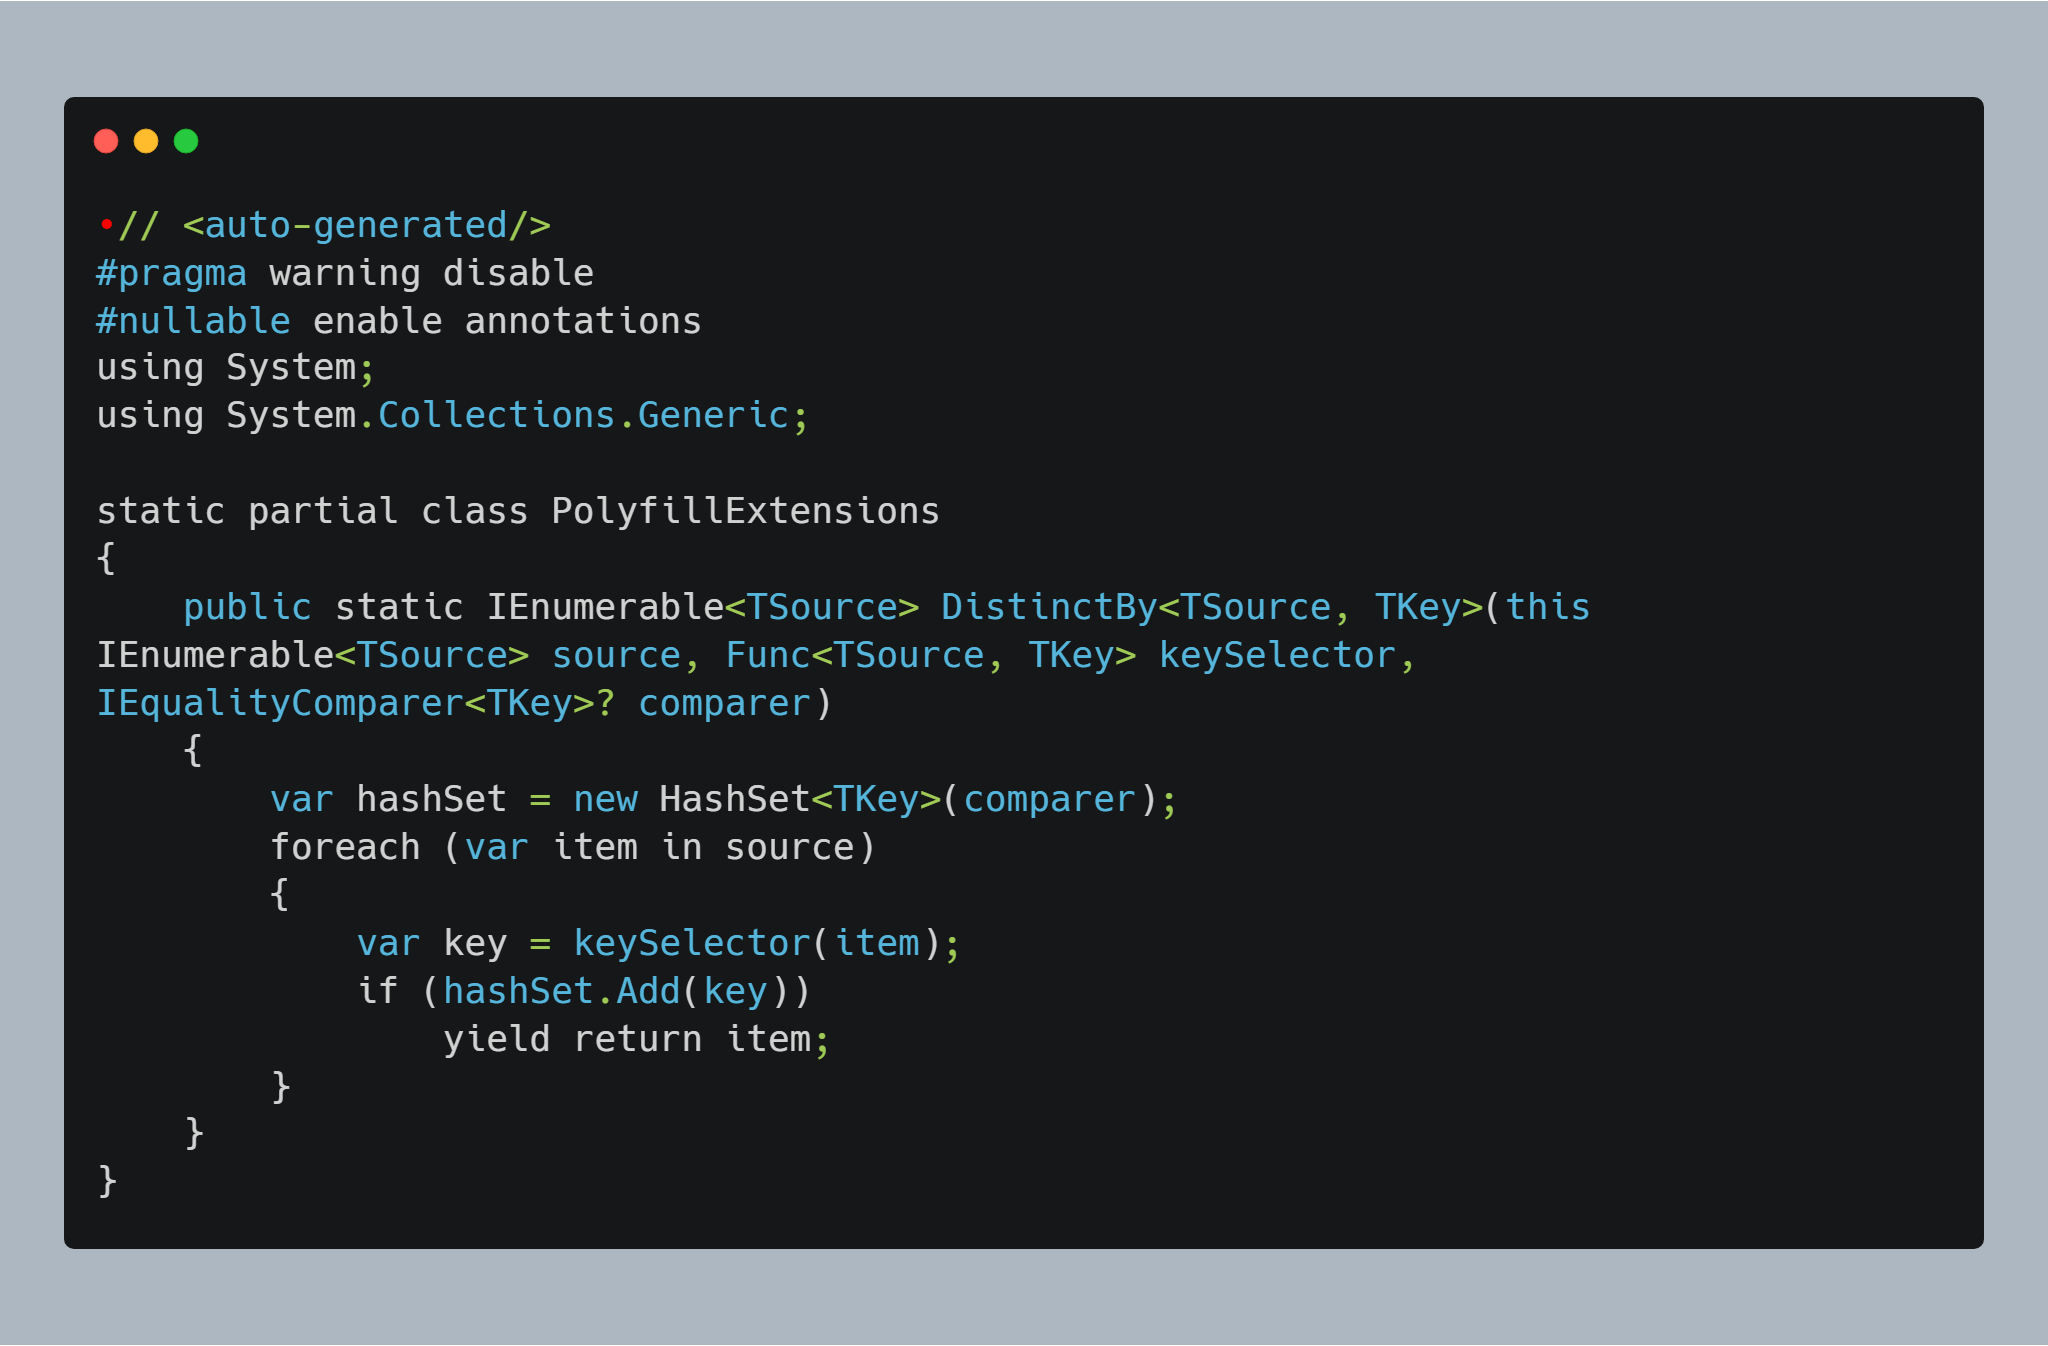 •// <auto-generated/>
#pragma warning disable
#nullable enable annotations
using System;
using System.Collections.Generic;

static partial class PolyfillExtensions
{
    public static IEnumerable<TSource> DistinctBy<TSource, TKey>(this
IEnumerable<TSource> source, Func<TSource, TKey> keySelector,
IEqualityComparer<TKey>? comparer)
    {
        var hashSet = new HashSet<TKey>(comparer);
        foreach (var item in source)
        {
            var key = keySelector(item);
            if (hashSet.Add(key))
                yield return item;
        }
    }
}